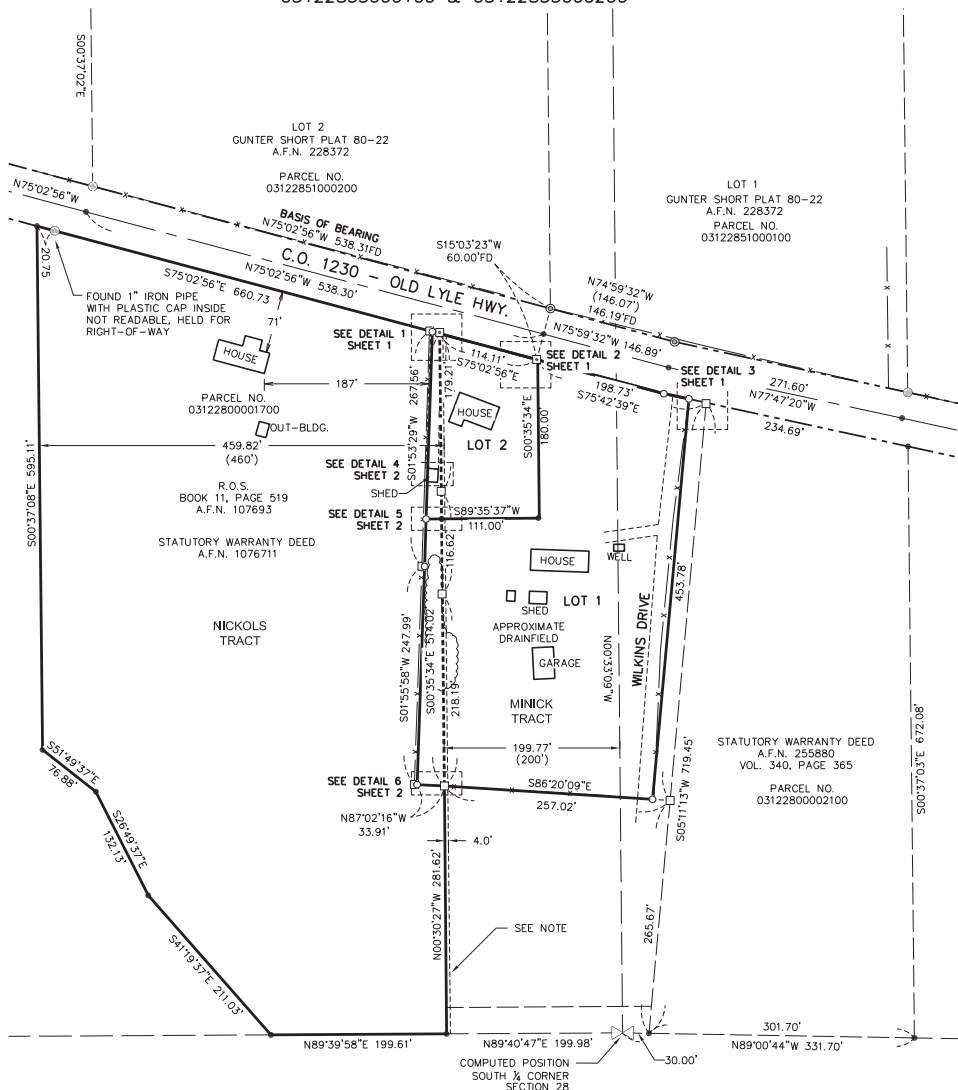 S00°37'02"E
LOT 2
GUNTER SHORT PLAT 80-22
A.F.N. 228372
PARCEL NO.
03122851000200
LOT 1
GUNTER SHORT PLAT 80-22
A.F.N. 228372
PARCEL NO.
03122851000100
N75°02'56"W
BASIS OF BEARING
N75°02'56"W 538.31FD
C.O. 1230 - OLD LYLE HWY.
N75°02'56"W 538.30'
S75°02'56"E 660.73
20.75
S15°03'23"W
60.00'FD
N74°59'32"W
(146.07')
146.19'FD
N75°59'32"W 146.89'
271.60'
N77°47'20"W
234.69'
FOUND 1" IRON PIPE
WITH PLASTIC CAP INSIDE
NOT READABLE, HELD FOR
RIGHT-OF-WAY
71'
HOUSE
SEE DETAIL 1
SHEET 1
114.11'
S75°02'56"E
SEE DETAIL 2
SHEET 1
SEE DETAIL 3
SHEET 1
198.73'
S75°42'39"E
187'
PARCEL NO.
03122800001700
OUT-BLDG.
459.82'
(460')
S01°53'29"W 267.56'
179.21'
HOUSE
LOT 2
S00°35'34"E
180.00'
SEE DETAIL 4
SHEET 2
SHED
R.O.S.
BOOK 11, PAGE 519
A.F.N. 107693
SEE DETAIL 5
SHEET 2
S89°35'37"W
111.00'
S00°37'08"E 595.11'
STATUTORY WARRANTY DEED
A.F.N. 1076711
116.62'
HOUSE
WELL
SHED
LOT 1
453.78'
APPROXIMATE
DRAINFIELD
GARAGE
NICKOLS
TRACT
S01°55'58"W 247.99'
S00°35'34"E 514.02'
218.19'
N00°33'09"W
WILKINS DRIVE
MINICK
TRACT
199.77'
(200')
STATUTORY WARRANTY DEED
A.F.N. 255880
VOL. 340, PAGE 365
PARCEL NO.
03122800002100
S00°37'03"E 672.08'
S05°11'13"W 719.45'
S51°49'37"E
76.88'
SEE DETAIL 6
SHEET 2
S86°20'09"E
257.02'
N87°02'16"W
33.91'
4.0'
S26°49'37"E
132.13'
N00°30'27"W 281.62'
SEE NOTE
265.67'
S41°19'37"E 211.03'
N89°39'58"E 199.61'
N89°40'47"E 199.98'
301.70'
N89°00'44"W 331.70'
30.00'
COMPUTED POSITION
SOUTH ¼ CORNER
SECTION 28